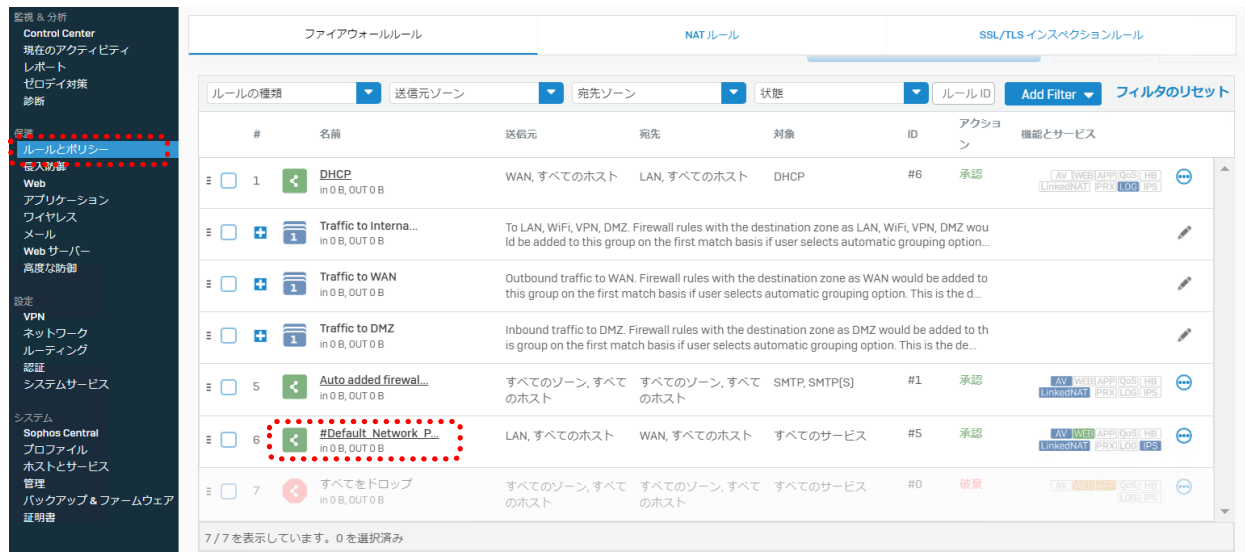 監視 & 分析
Control Center
現在のアクティビティ
レポート
ゼロデイ対策
診断
保護
ルールとポリシー
侵入防御
Web
アプリケーション
ワイヤレス
メール
Web サーバー
高度な防御
設定
VPN
ネットワーク
ルーティング
認証
システムサービス
システム
Sophos Central
プロファイル
ホストとサービス
管理
バックアップ & ファームウェア
証明書
ファイアウォールルール NAT ルール SSL/TLS インスペクションルール
ルールの種類 送信元ゾーン 宛先ゾーン 状態 ルール ID Add Filter フィルタのリセット
# 名前 送信元 宛先 対象 ID アクション 機能とサービス
1 DHCP WAN, すべてのホスト LAN, すべてのホスト DHCP #6 承認 AV WEB APP QoS HB
in 0 B, OUT 0 B LinkedNAT PRX LOG IPS
1 Traffic to Interna... To LAN, WiFi, VPN, DMZ. Firewall rules with the destination zone as LAN, WiFi, VPN, DMZ wou
in 0 B, OUT 0 B ld be added to this group on the first match basis if user selects automatic grouping option...
1 Traffic to WAN Outbound traffic to WAN. Firewall rules with the destination zone as WAN would be added to
in 0 B, OUT 0 B this group on the first match basis if user selects automatic grouping option. This is the d...
1 Traffic to DMZ Inbound traffic to DMZ. Firewall rules with the destination zone as DMZ would be added to th
in 0 B, OUT 0 B is group on the first match basis if user selects automatic grouping option. This is the de...
5 Auto added firewal... すべてのゾーン, すべて すべてのゾーン, すべて SMTP, SMTP(S) #1 承認 AV WEB APP QoS HB
in 0 B, OUT 0 B のホスト のホスト LinkedNAT PRX LOG IPS
6 #Default_Network_P... LAN, すべてのホスト WAN, すべてのホスト すべてのサービス #5 承認 AV WEB APP QoS HB
in 0 B, OUT 0 B LinkedNAT PRX LOG IPS
7 すべてをドロップ すべてのゾーン, すべて すべてのゾーン, すべて すべてのサービス #0 破棄 AV WEB APP QoS HB
in 0 B, OUT 0 B のホスト のホスト LOG IPS
7 / 7 を表示しています。0 を選択済み